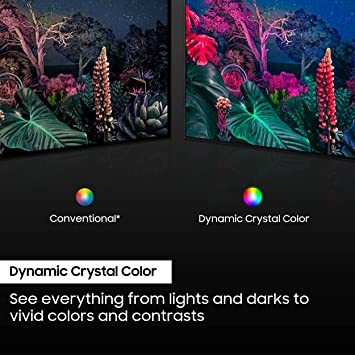 Conventional*
Dynamic Crystal Color
Dynamic Crystal Color
See everything from lights and darks to
vivid colors and contrasts